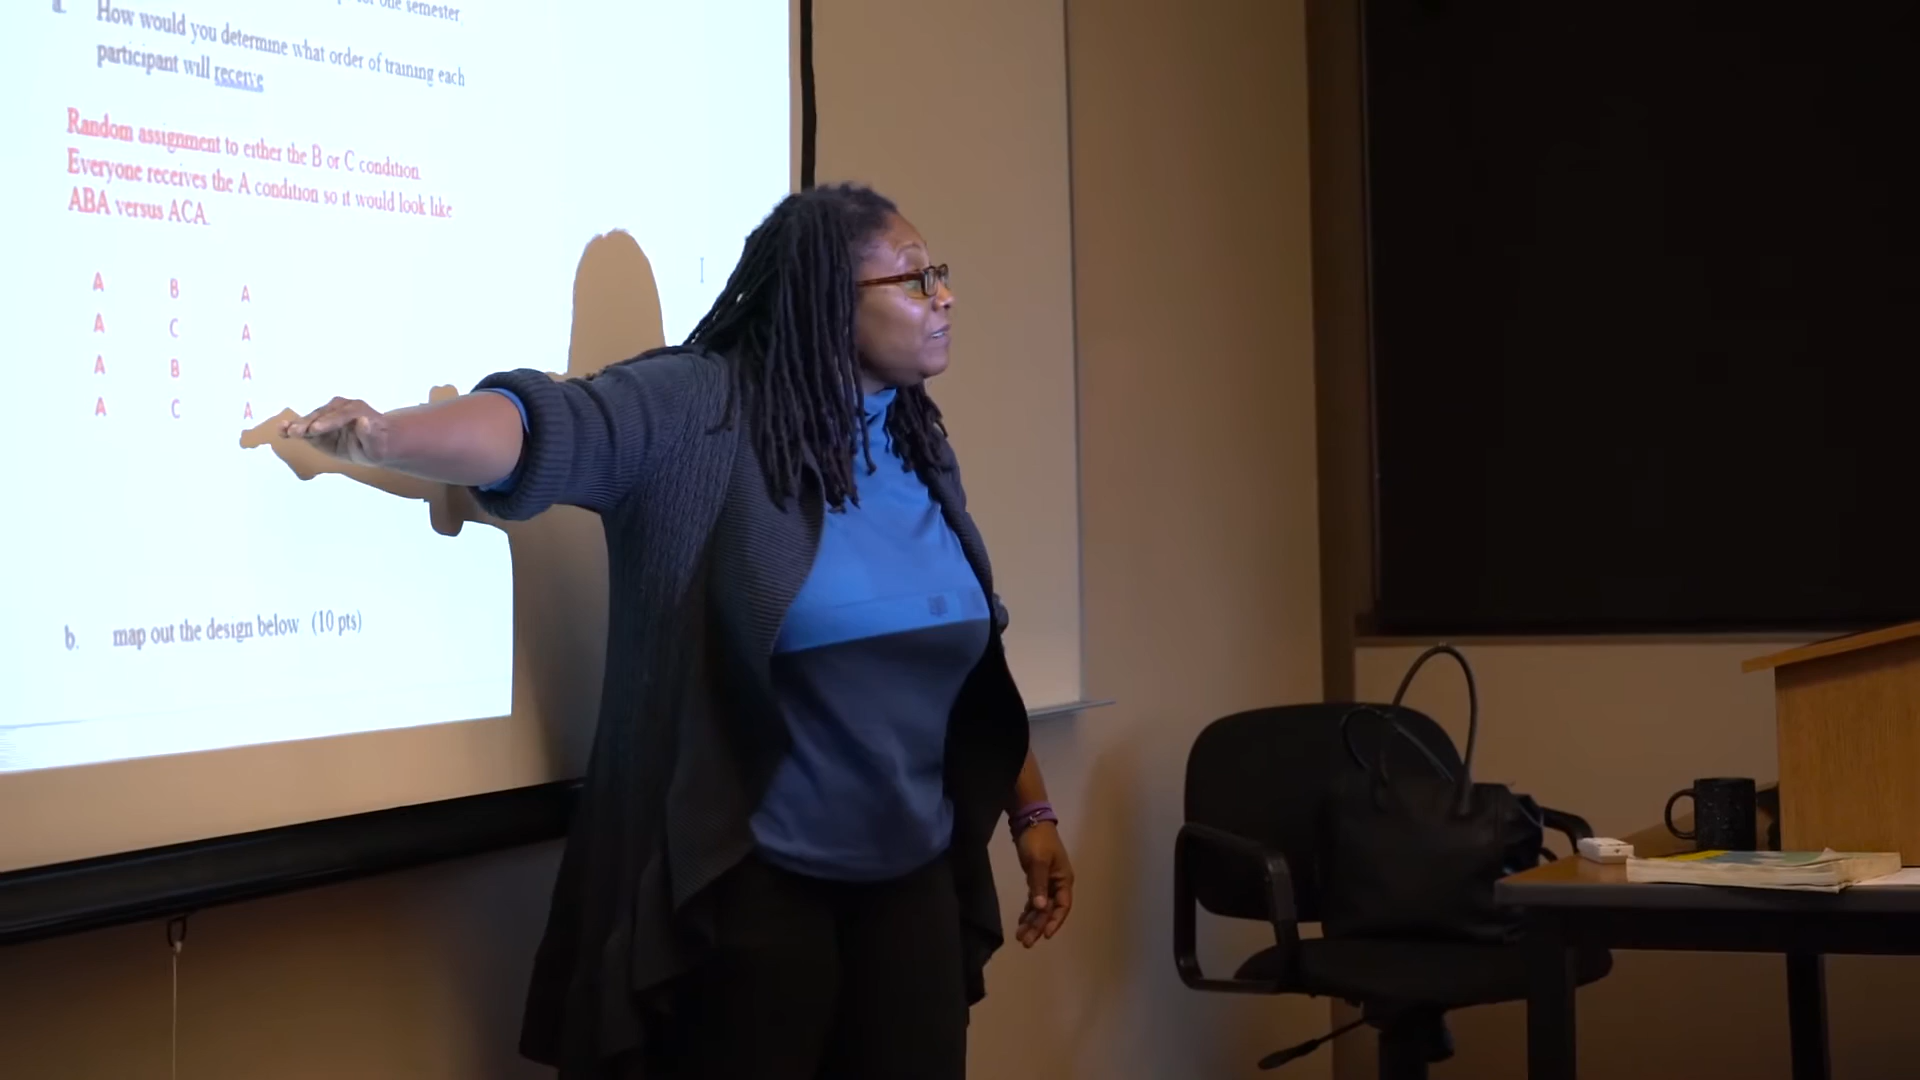 one semester
a. How would you determine what order of training each
participant will receive
Random assignment to either the B or C condition.
Everyone receives the A condition so it would look like
ABA versus ACA.
A B A
A C A
A B A
A C A
b. map out the design below (10 pts)